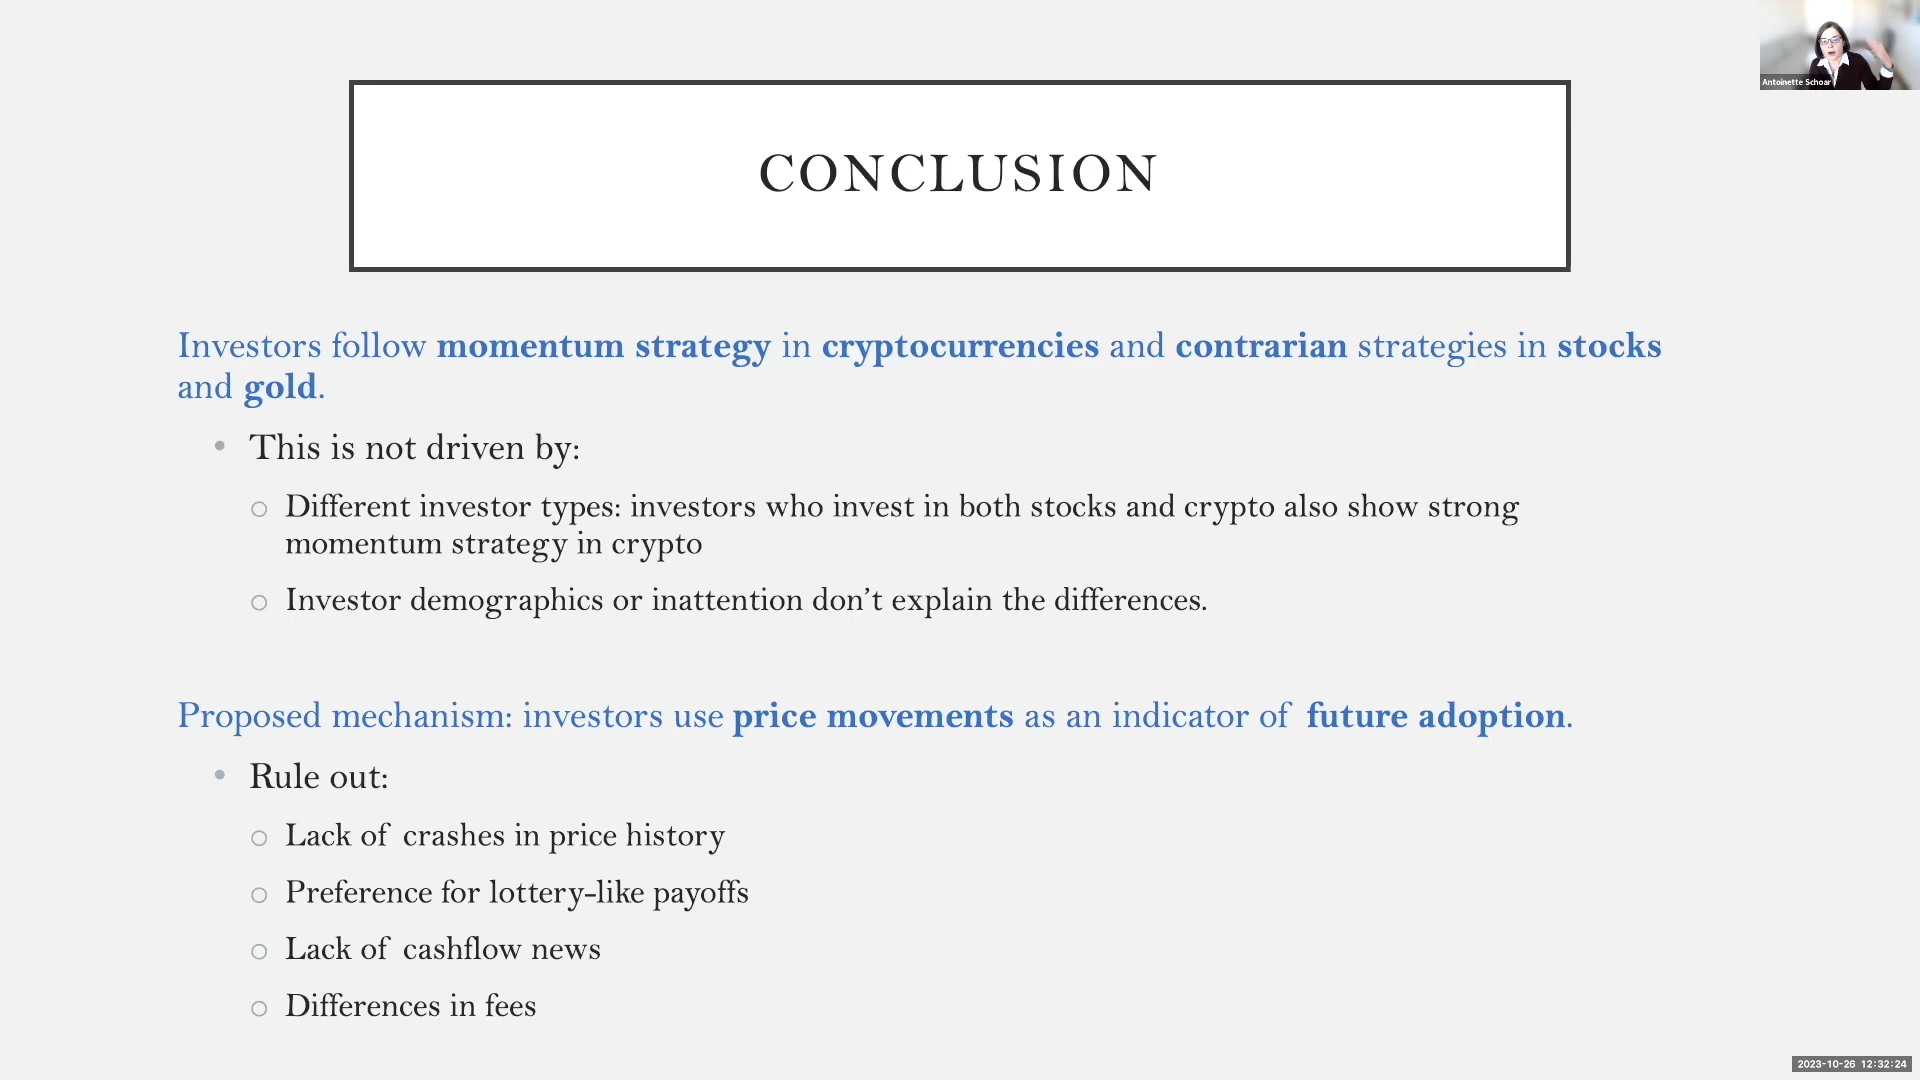 Antoinette Schoar
CONCLUSION
Investors follow momentum strategy in cryptocurrencies and contrarian strategies in stocks
and gold.
• This is not driven by:
○ Different investor types: investors who invest in both stocks and crypto also show strong
momentum strategy in crypto
○ Investor demographics or inattention don’t explain the differences.
Proposed mechanism: investors use price movements as an indicator of future adoption.
• Rule out:
○ Lack of crashes in price history
○ Preference for lottery-like payoffs
○ Lack of cashflow news
○ Differences in fees
2023-10-26 12:32:24